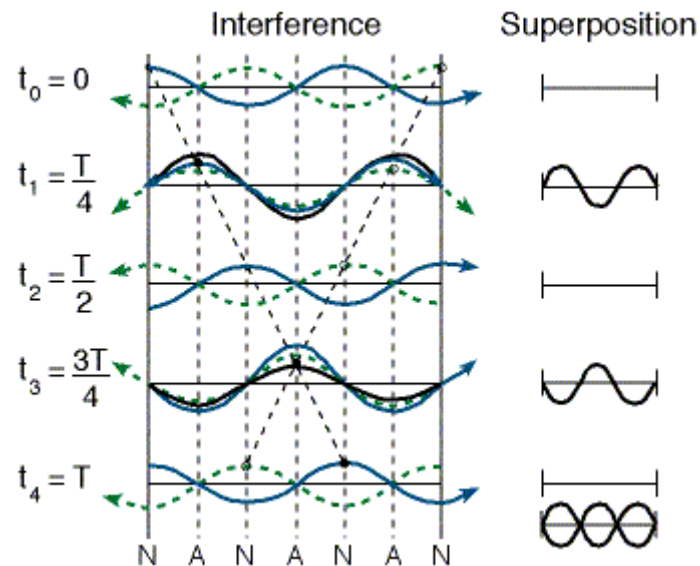 Interference Superposition
t₀ = 0
t₁ = T/4
t₂ = T/2
t₃ = 3T/4
t₄ = T
N A N A N A N